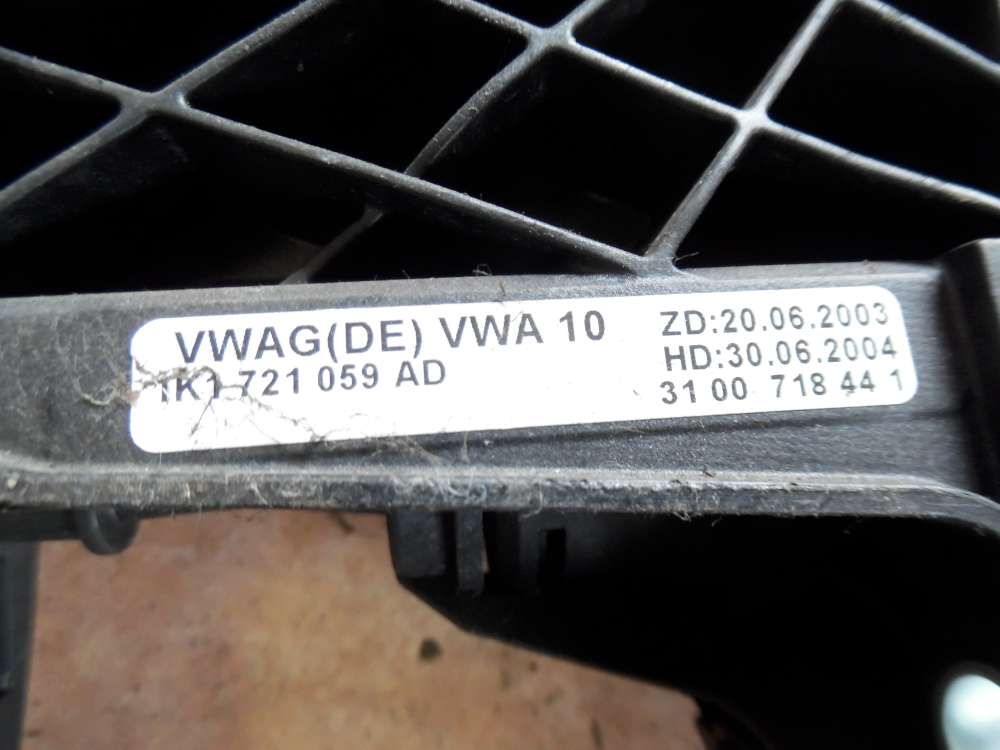 VWAG(DE) VWA 10
1K1 721 059 AD
ZD:20.06.2003
HD:30.06.2004
31 00 718 44 1